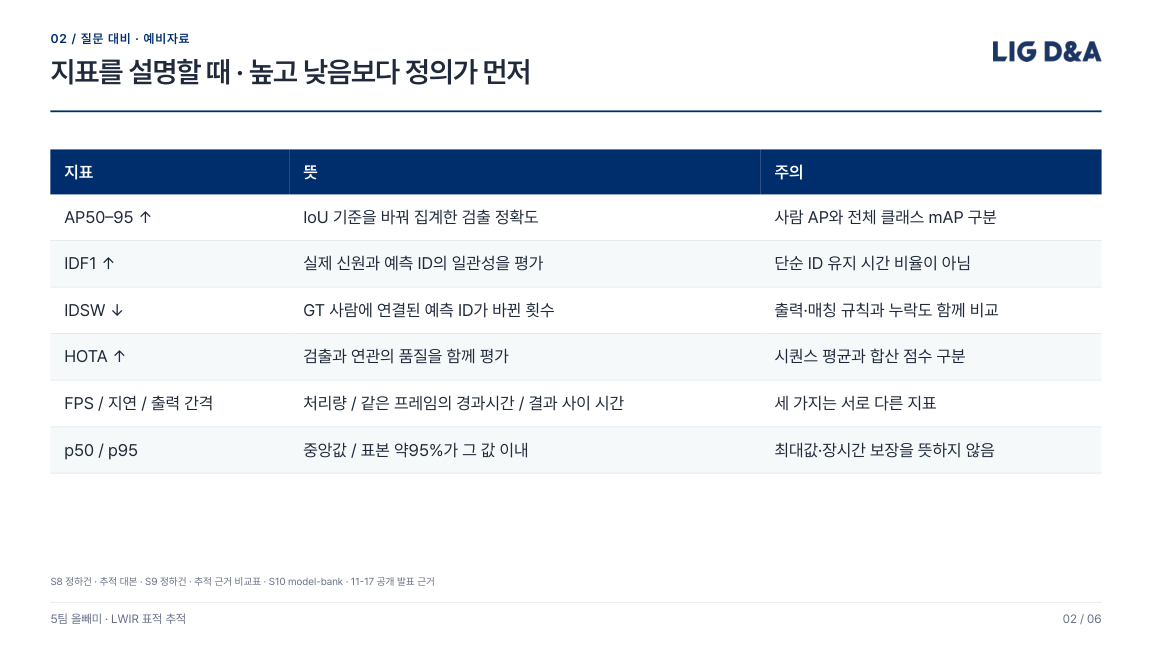 02 / 질문 대비 · 예비자료
지표를 설명할 때 · 높고 낮음보다 정의가 먼저
LIG D&A
지표 뜻 주의
AP50–95 ↑ IoU 기준을 바꿔 집계한 검출 정확도 사람 AP와 전체 클래스 mAP 구분
IDF1 ↑ 실제 신원과 예측 ID의 일관성을 평가 단순 ID 유지 시간 비율이 아님
IDSW ↓ GT 사람에 연결된 예측 ID가 바뀐 횟수 출력·매칭 규칙과 누락도 함께 비교
HOTA ↑ 검출과 연관의 품질을 함께 평가 시퀀스 평균과 합산 점수 구분
FPS / 지연 / 출력 간격 처리량 / 같은 프레임의 경과시간 / 결과 사이 시간 세 가지는 서로 다른 지표
p50 / p95 중앙값 / 표본 약95%가 그 값 이내 최대값·장시간 보장을 뜻하지 않음
S8 정하건 · 추적 대본 · S9 정하건 · 추적 근거 비교표 · S10 model-bank · 11-17 공개 발표 근거
5팀 올빼미 · LWIR 표적 추적
02 / 06